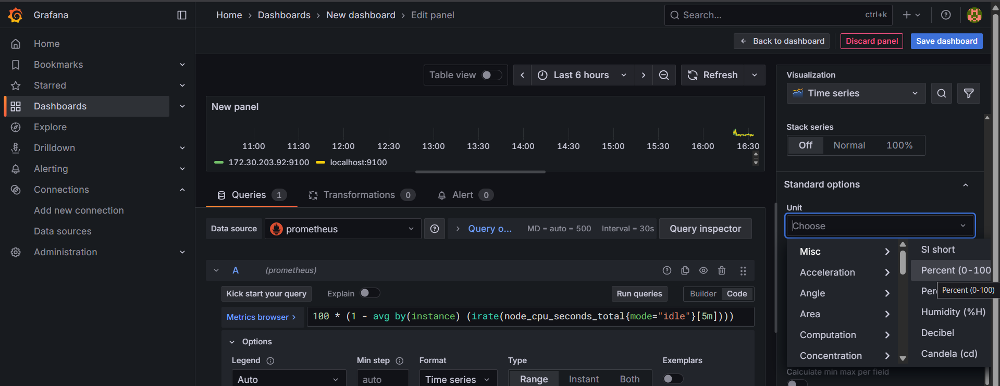 Grafana
Home › Dashboards › New dashboard › Edit panel
Search...
ctrl+k
Back to dashboard
Discard panel
Save dashboard
Home
Bookmarks
Starred
Dashboards
Explore
Drilldown
Alerting
Connections
Add new connection
Data sources
Administration
Table view
Last 6 hours
Refresh
New panel
11:00 11:30 12:00 12:30 13:00 13:30 14:00 14:30 15:00 15:30 16:00 16:30
172.30.203.92:9100 localhost:9100
Queries 1
Transformations 0
Alert 0
Data source
prometheus
Query o...
MD = auto = 500
Interval = 30s
Query inspector
A
(prometheus)
Kick start your query
Explain
Run queries
Builder
Code
Metrics browser
100 * (1 - avg by(instance) (irate(node_cpu_seconds_total{mode="idle"}[5m])))
Options
Legend
Min step
Format
Type
Exemplars
Auto
auto
Time series
Range
Instant
Both
Visualization
Time series
Stack series
Off
Normal
100%
Standard options
Unit
Choose
Misc
Acceleration
Angle
Area
Computation
Concentration
SI short
Percent (0-100
Per
Percent (0-100)
Humidity (%H)
Decibel
Candela (cd)
Calculate min max per field